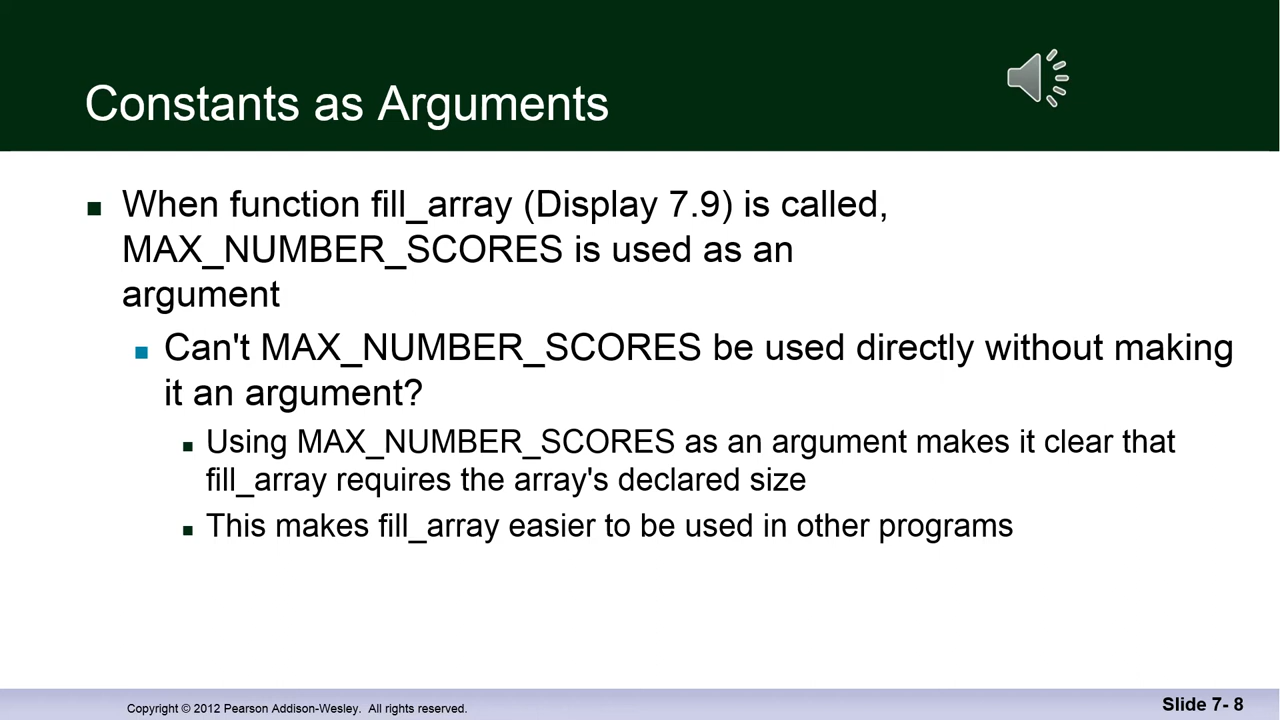 Constants as Arguments
When function fill_array (Display 7.9) is called,
MAX_NUMBER_SCORES is used as an
argument
Can't MAX_NUMBER_SCORES be used directly without making
it an argument?
Using MAX_NUMBER_SCORES as an argument makes it clear that
fill_array requires the array's declared size
This makes fill_array easier to be used in other programs
Copyright © 2012 Pearson Addison-Wesley. All rights reserved.
Slide 7- 8